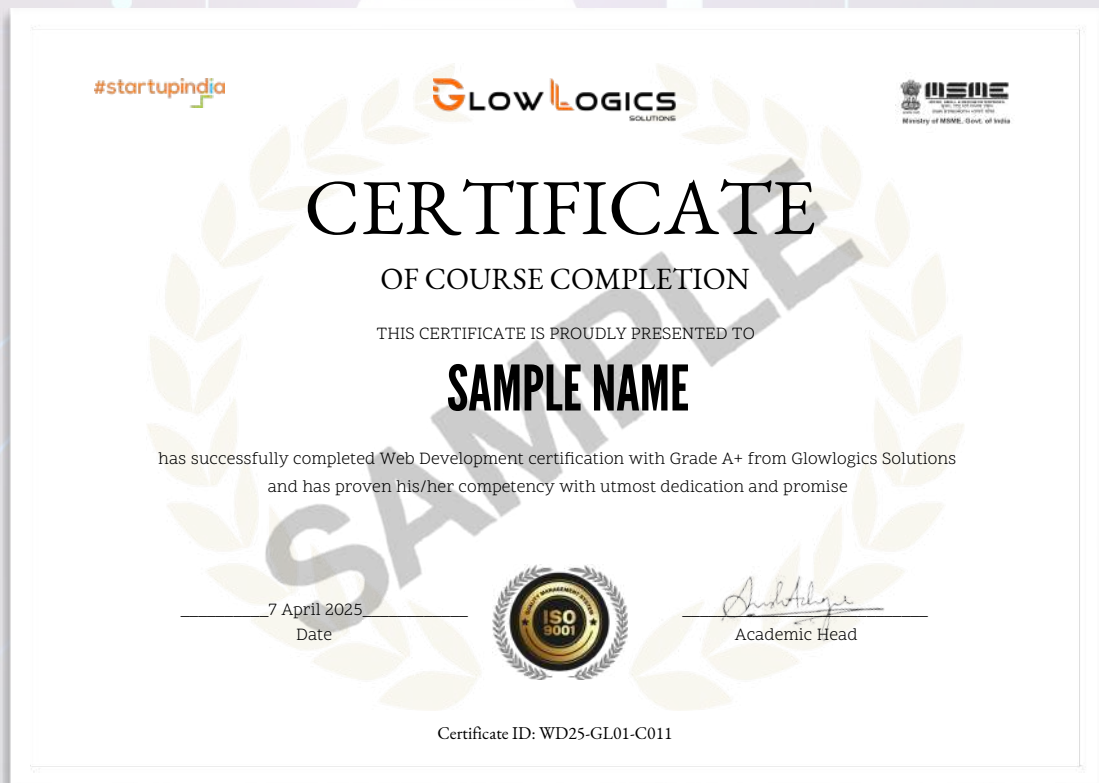 #startupindia
GLOW LOGICS
SOLUTIONS
MSME
Ministry of MSME, Govt. of India
CERTIFICATE
OF COURSE COMPLETION
THIS CERTIFICATE IS PROUDLY PRESENTED TO
SAMPLE NAME
SAMPLE
has successfully completed Web Development certification with Grade A+ from Glowlogics Solutions
and has proven his/her competency with utmost dedication and promise
7 April 2025
Date
QUALITY MANAGEMENT SYSTEM
ISO
9001
Academic Head
Certificate ID: WD25-GL01-C011